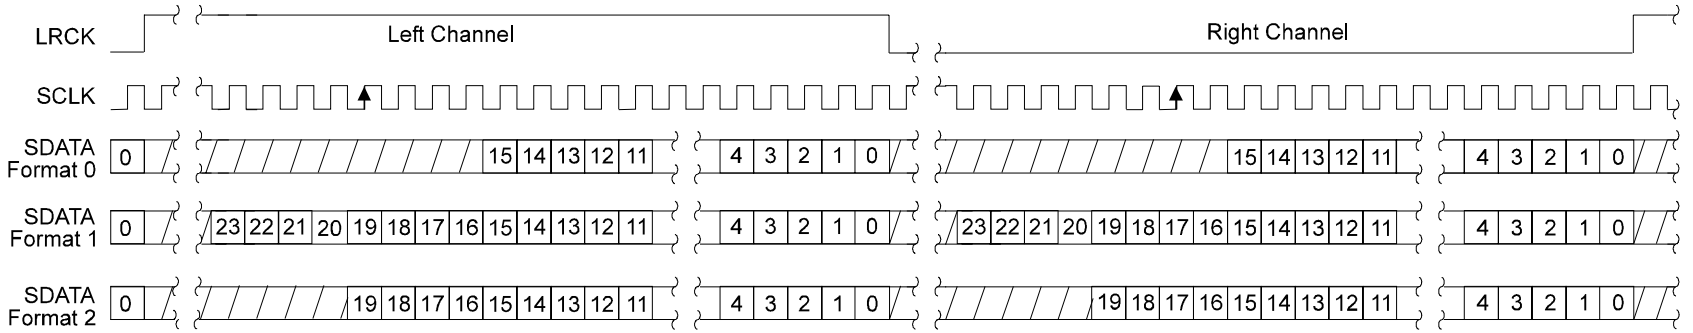 LRCK Left Channel Right Channel
SCLK
SDATA Format 0 0 15 14 13 12 11 4 3 2 1 0 15 14 13 12 11 4 3 2 1 0
SDATA Format 1 0 23 22 21 20 19 18 17 16 15 14 13 12 11 4 3 2 1 0 23 22 21 20 19 18 17 16 15 14 13 12 11 4 3 2 1 0
SDATA Format 2 0 19 18 17 16 15 14 13 12 11 4 3 2 1 0 19 18 17 16 15 14 13 12 11 4 3 2 1 0